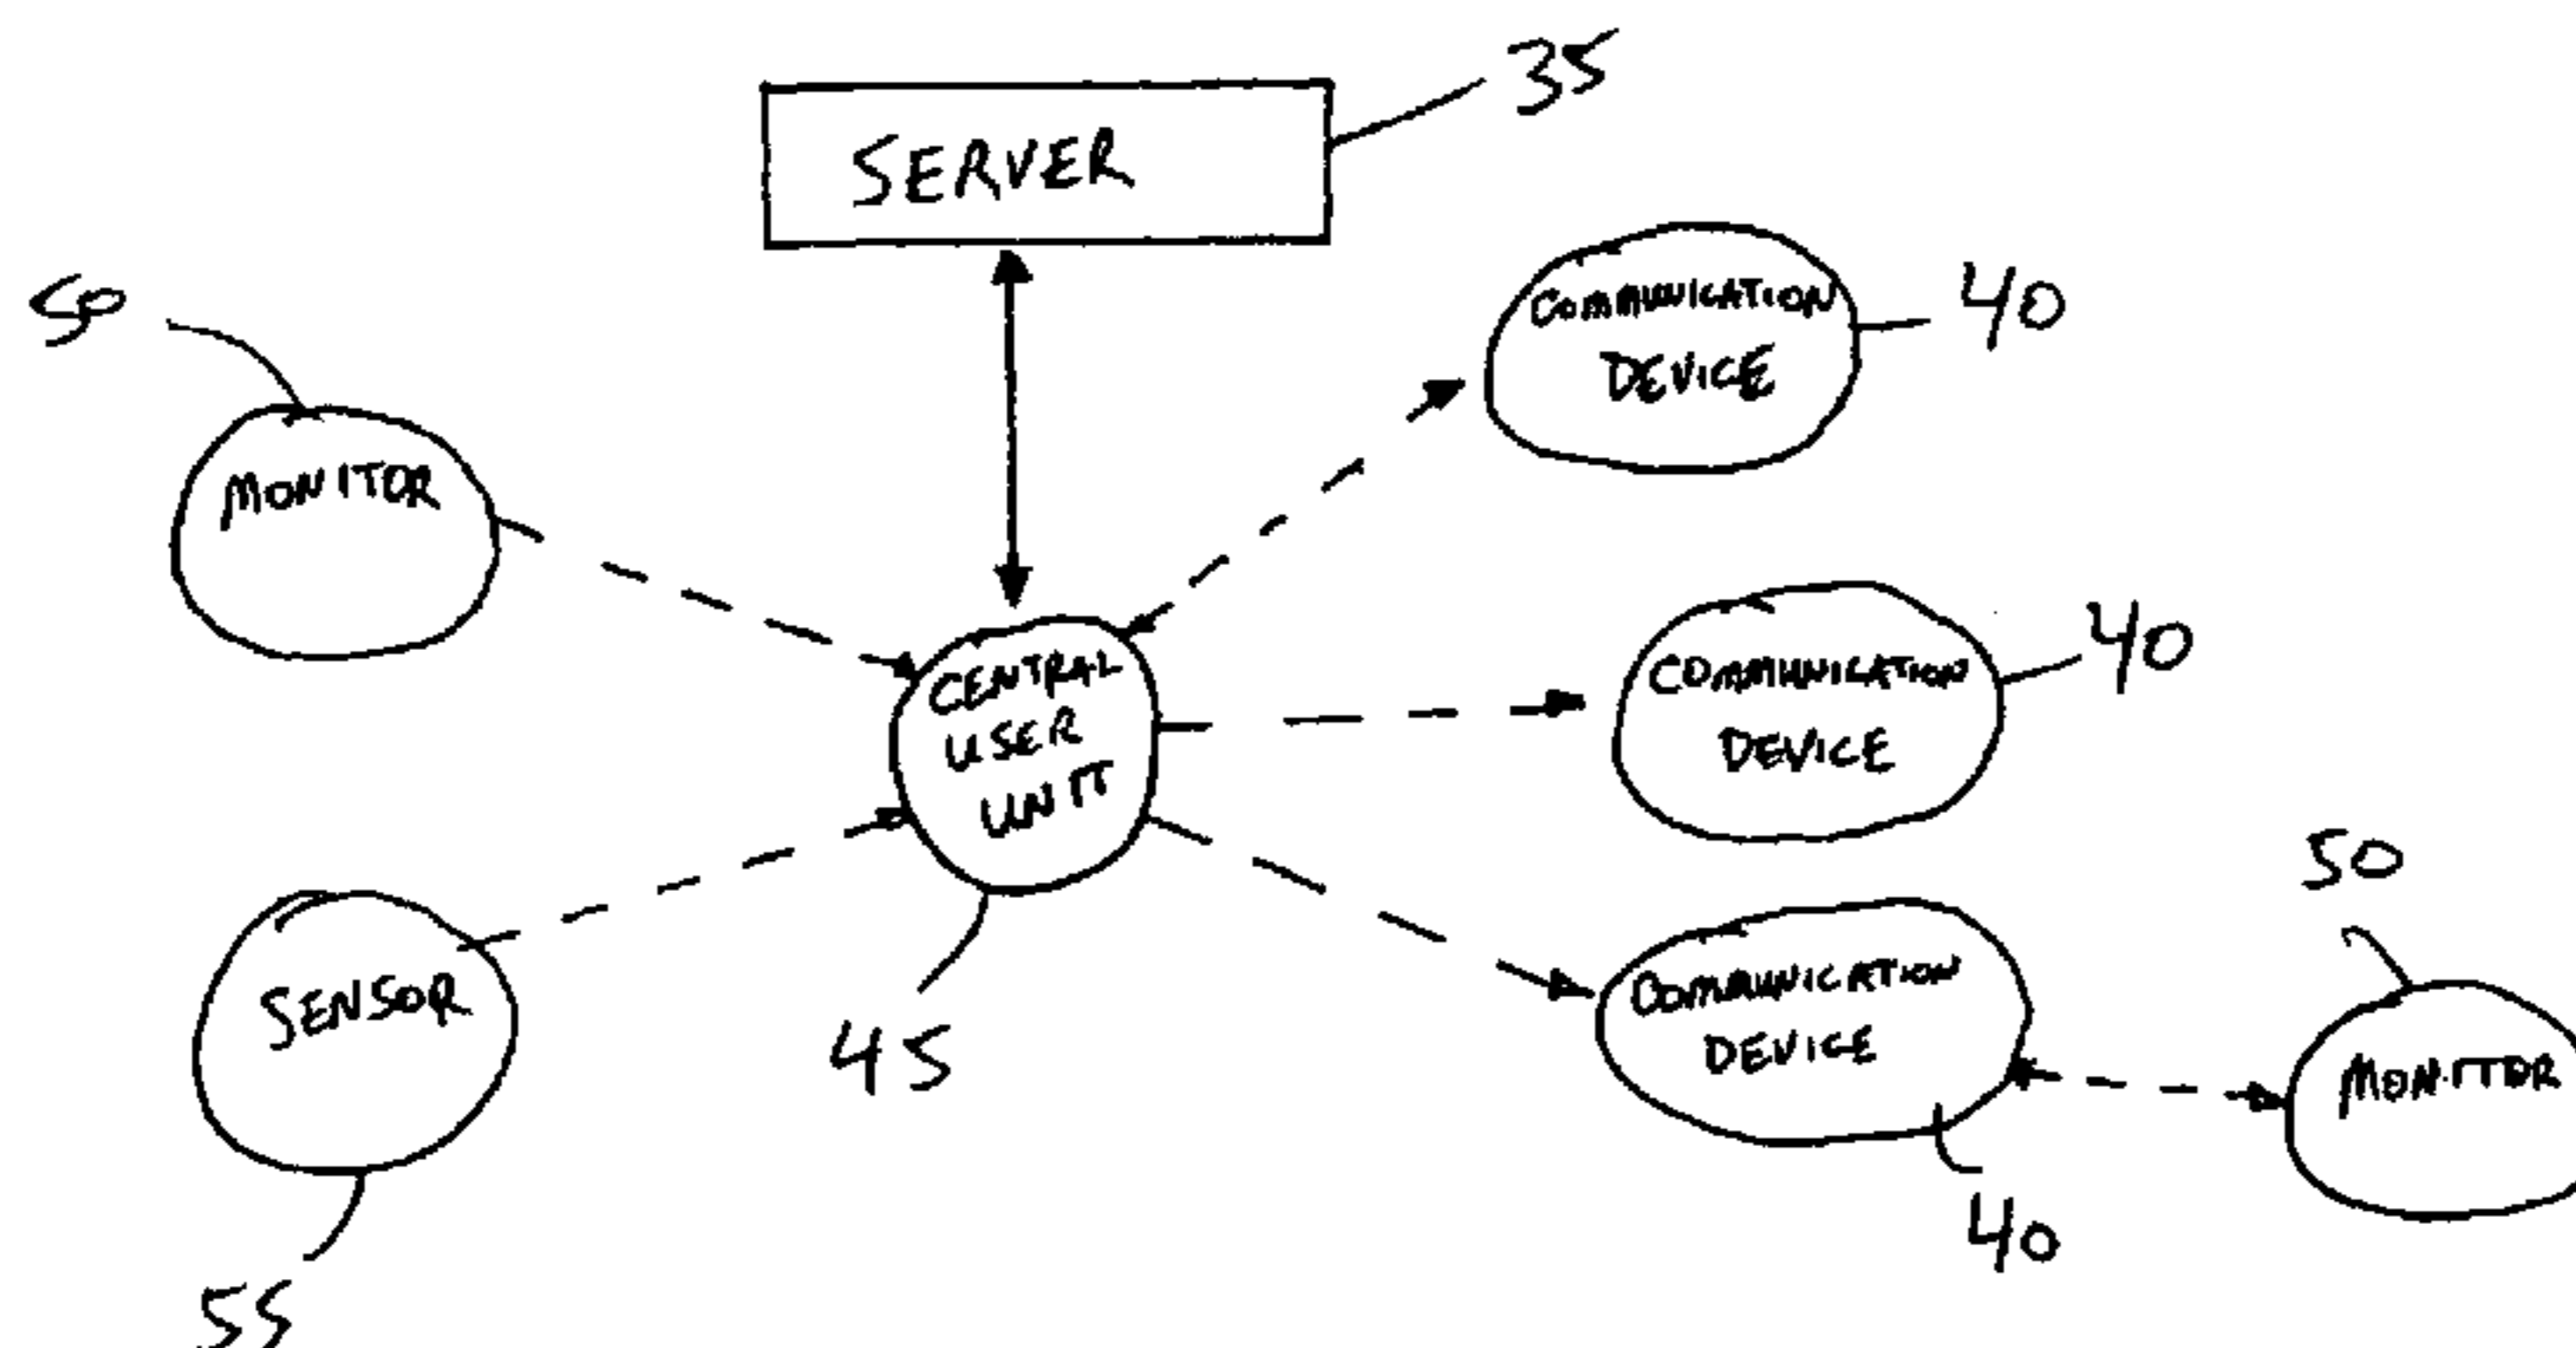 35
SERVER
50
COMMUNICATION
DEVICE
40
MONITOR
CENTRAL
USER
UNIT
COMMUNICATION
DEVICE
40
50
SENSOR
COMMUNICATION
DEVICE
MONITOR
45
40
55